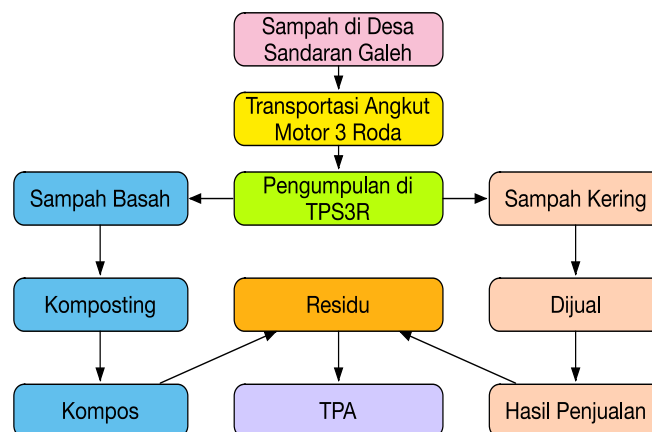 Sampah di Desa
Sandaran Galeh
Transportasi Angkut
Motor 3 Roda
Sampah Basah
Pengumpulan di
TPS3R
Sampah Kering
Komposting
Residu
Dijual
Kompos
TPA
Hasil Penjualan